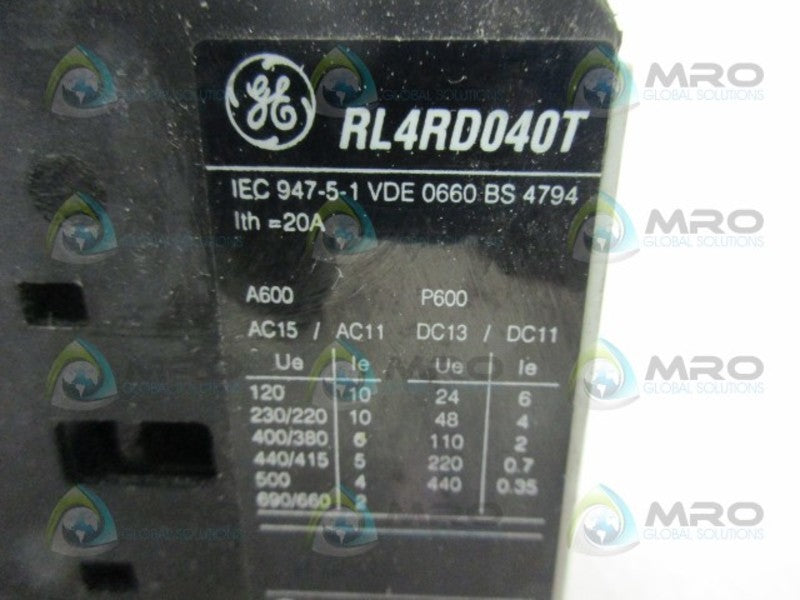 GE RL4RD040T
IEC 947-5-1 VDE 0660 BS 4794
Ith =20A
A600 P600
AC15 / AC11 DC13 / DC11
Ue Ie Ue Ie
120 10 24 6
230/220 10 48 4
400/380 6 110 2
440/415 5 220 0.7
500 4 440 0.35
690/660 2
MRO
GLOBAL SOLUTIONS